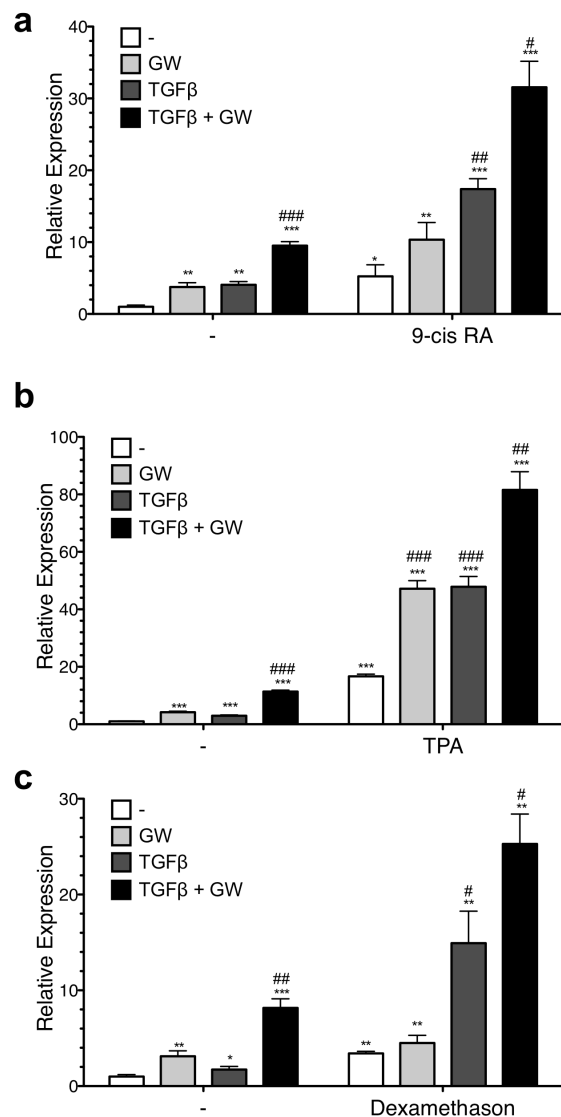 a
40
30
20
10
0
Relative Expression
-
GW
TGFβ
TGFβ + GW
**
**
###
***
*
**
##
***
#
***
-
9-cis RA
b
100
80
60
40
20
0
Relative Expression
-
GW
TGFβ
TGFβ + GW
***
***
###
***
***
###
***
###
***
##
***
-
TPA
c
30
20
10
0
Relative Expression
-
GW
TGFβ
TGFβ + GW
**
*
##
***
**
**
#
**
#
**
-
Dexamethason